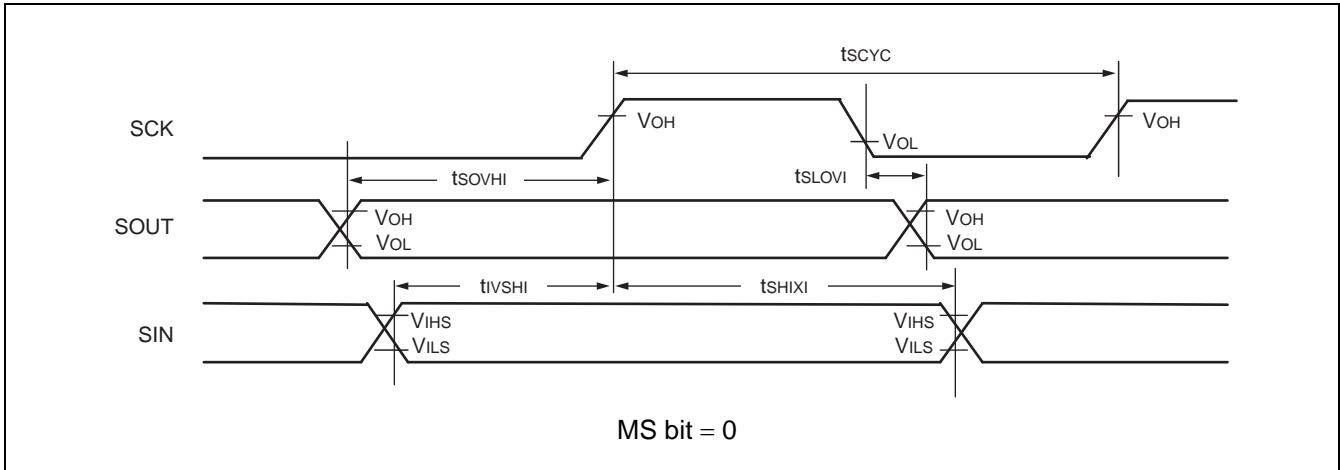 tSCYC
SCK
VOH
VOL
VOH
tSOVHI
tSLOVI
SOUT
VOH
VOL
VOH
VOL
tIVSHI
tSHIXI
SIN
VIHS
VILS
VIHS
VILS
MS bit = 0